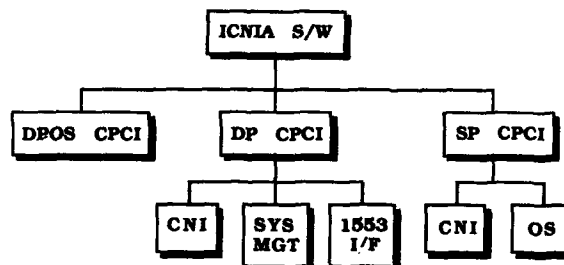 ICNIA S/W
DPOS CPCI
DP CPCI
SP CPCI
CNI
SYS
MGT
1553
I/F
CNI
OS